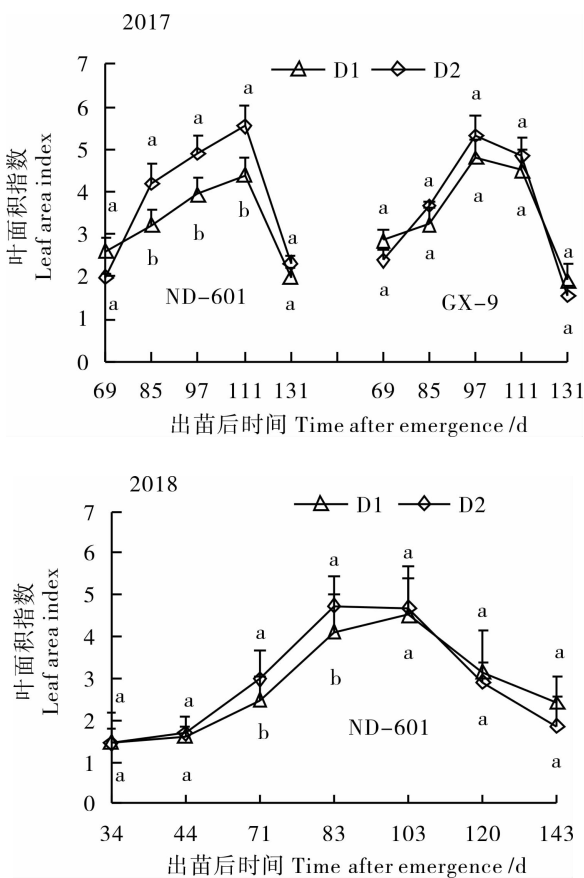 2017
D1 D2
7
6
5
4
3
2
1
0
叶面积指数
Leaf area index
a a a a a
a b b b a
ND-601
a a a a a
a a a a a
GX-9
69 85 97 111 131 69 85 97 111 131
出苗后时间 Time after emergence /d
2018
D1 D2
7
6
5
4
3
2
1
0
叶面积指数
Leaf area index
a a a a a a a
a a b b a a a
ND-601
34 44 71 83 103 120 143
出苗后时间 Time after emergence /d